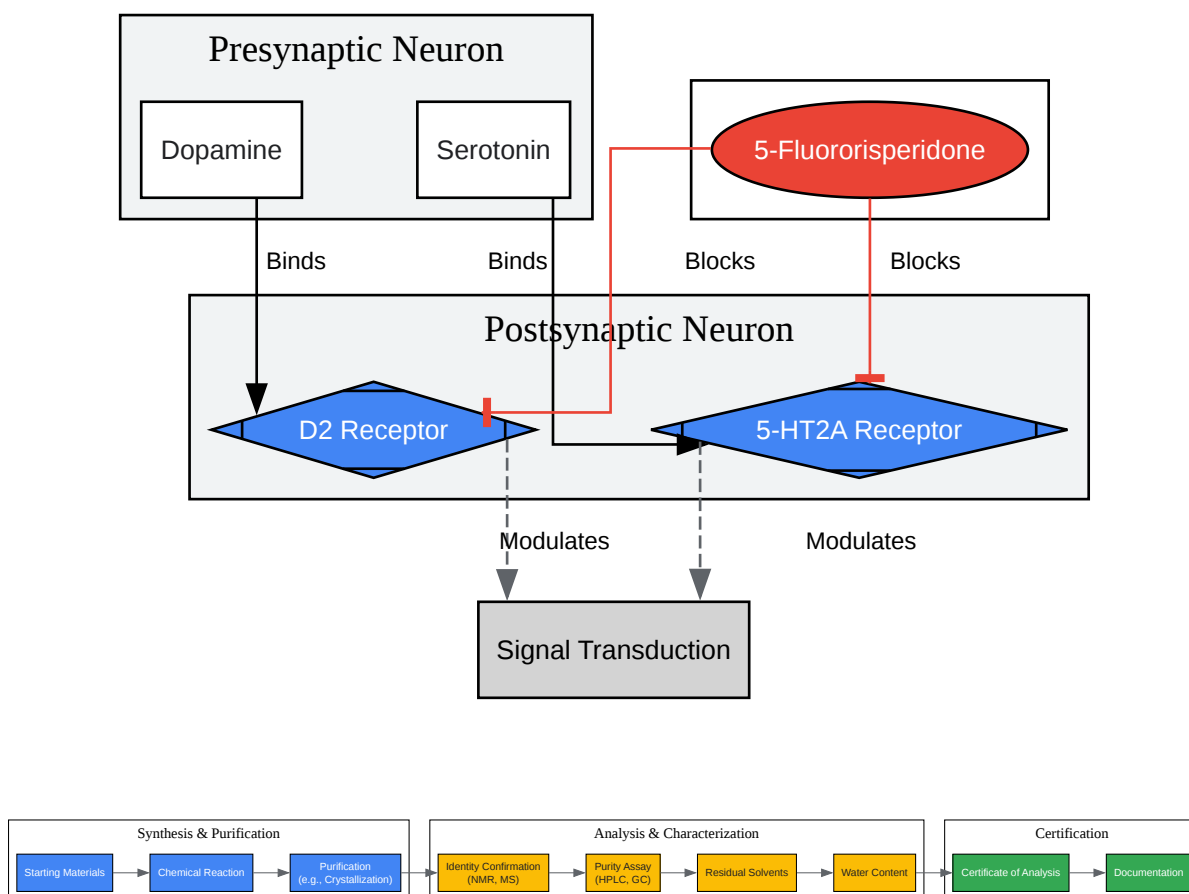 Presynaptic Neuron
Dopamine
Serotonin
5-Fluororisperidone
Binds
Binds
Blocks
Blocks
Postsynaptic Neuron
D2 Receptor
5-HT2A Receptor
Modulates
Modulates
Signal Transduction
Synthesis & Purification
Starting Materials
Chemical Reaction
Purification
(e.g., Crystallization)
Analysis & Characterization
Identity Confirmation
(NMR, MS)
Purity Assay
(HPLC, GC)
Residual Solvents
Water Content
Certification
Certificate of Analysis
Documentation